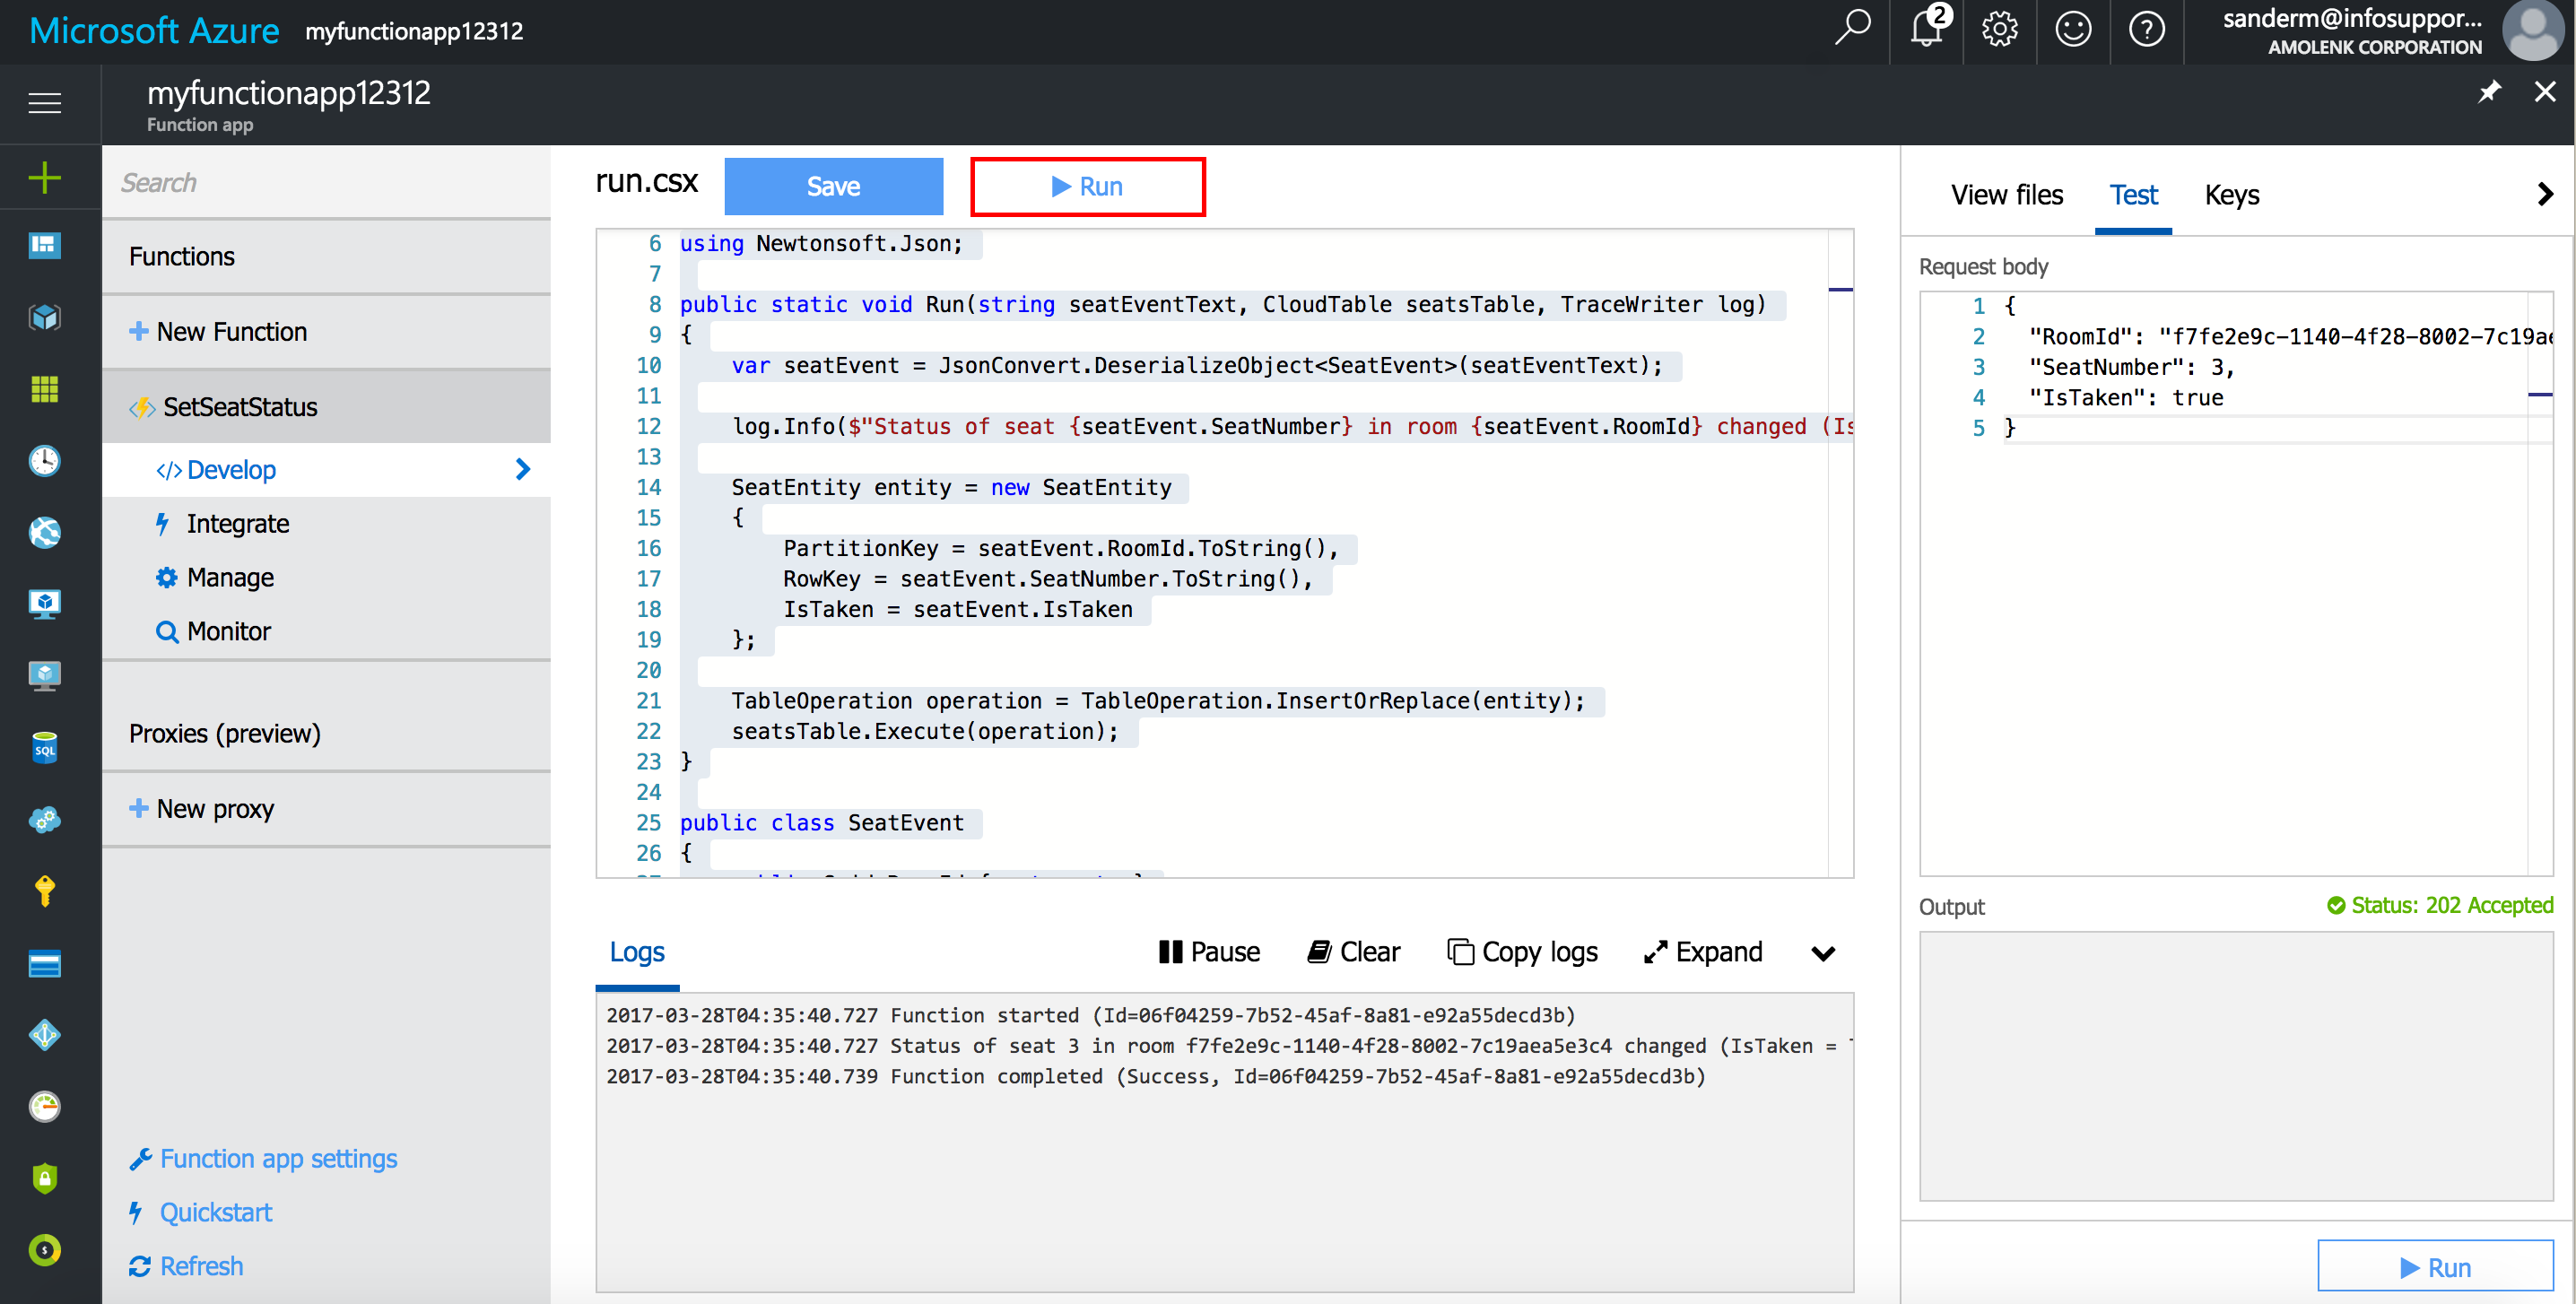 Microsoft Azure myfunctionapp12312
2
sanderm@infosuppor...
AMOLENK CORPORATION
myfunctionapp12312
Function app
Search
Functions
New Function
SetSeatStatus
</> Develop
Integrate
Manage
Monitor
Proxies (preview)
New proxy
Function app settings
Quickstart
Refresh
SQL
$
run.csx Save Run
6 using Newtonsoft.Json;
7
8 public static void Run(string seatEventText, CloudTable seatsTable, TraceWriter log)
9 {
10 var seatEvent = JsonConvert.DeserializeObject<SeatEvent>(seatEventText);
11
12 log.Info($"Status of seat {seatEvent.SeatNumber} in room {seatEvent.RoomId} changed (Is
13
14 SeatEntity entity = new SeatEntity
15 {
16 PartitionKey = seatEvent.RoomId.ToString(),
17 RowKey = seatEvent.SeatNumber.ToString(),
18 IsTaken = seatEvent.IsTaken
19 };
20
21 TableOperation operation = TableOperation.InsertOrReplace(entity);
22 seatsTable.Execute(operation);
23 }
24
25 public class SeatEvent
26 {
Logs Pause Clear Copy logs Expand
2017-03-28T04:35:40.727 Function started (Id=06f04259-7b52-45af-8a81-e92a55decd3b)
2017-03-28T04:35:40.727 Status of seat 3 in room f7fe2e9c-1140-4f28-8002-7c19aea5e3c4 changed (IsTaken =
2017-03-28T04:35:40.739 Function completed (Success, Id=06f04259-7b52-45af-8a81-e92a55decd3b)
View files Test Keys
Request body
1 {
2 "RoomId": "f7fe2e9c-1140-4f28-8002-7c19ae
3 "SeatNumber": 3,
4 "IsTaken": true
5 }
Output Status: 202 Accepted
Run